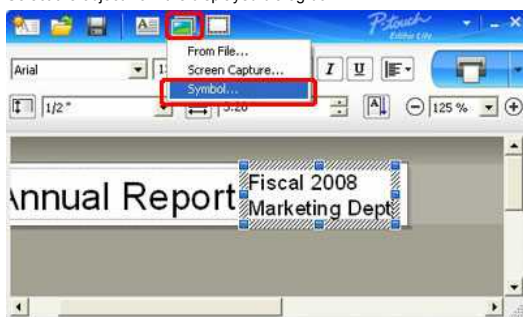 P-touch
Editor Lite
From File...
Screen Capture...
Symbol...
Arial
I U
1/2 "
A
125 %
Annual Report
Fiscal 2008
Marketing Dept